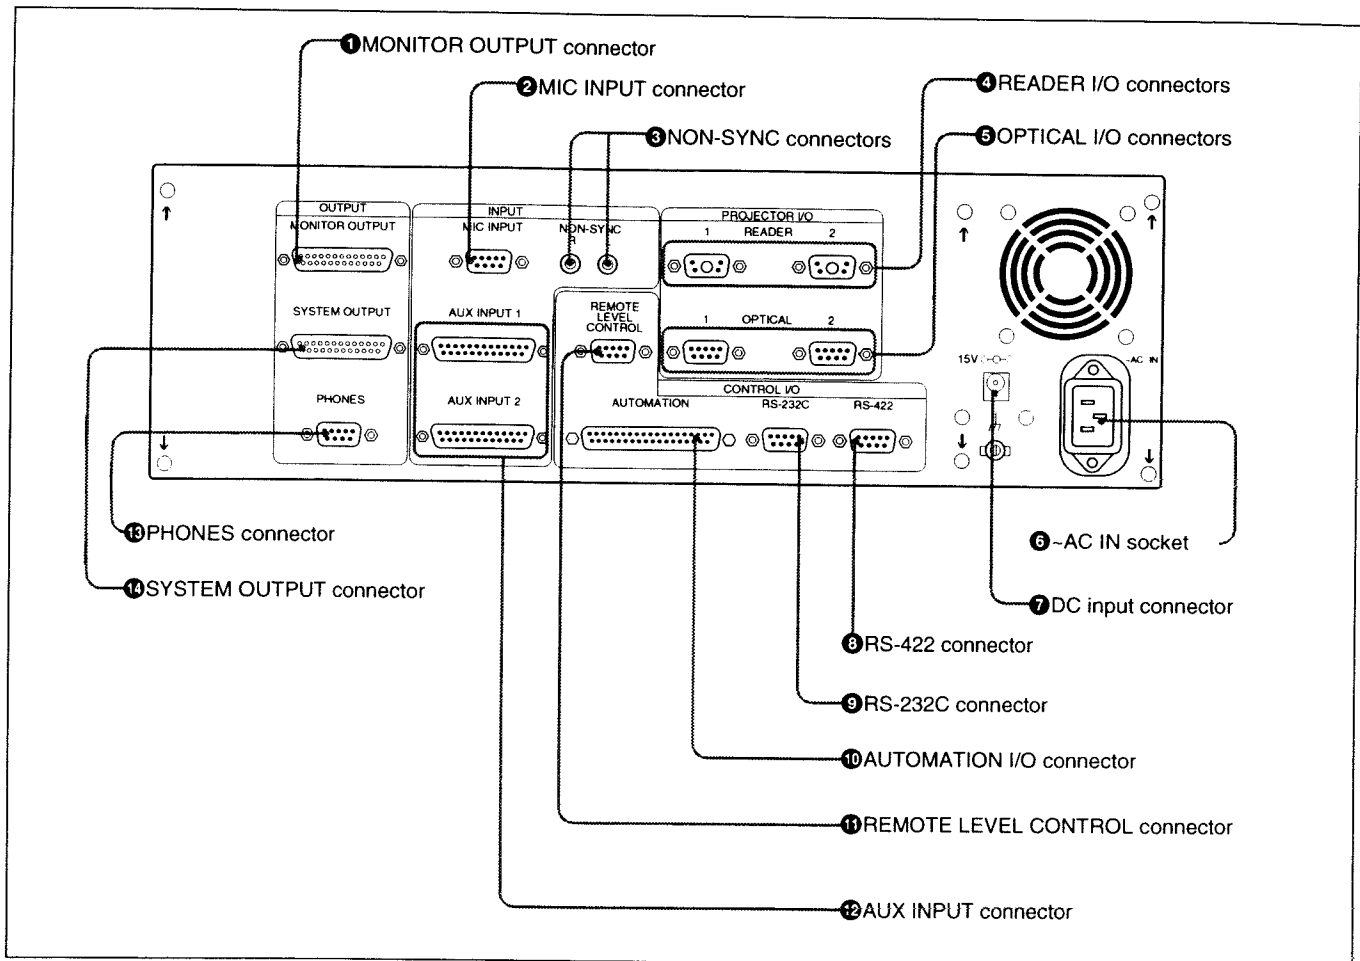 ❶MONITOR OUTPUT connector
❷MIC INPUT connector
❸NON-SYNC connectors
❹READER I/O connectors
❺OPTICAL I/O connectors
OUTPUT
MONITOR OUTPUT
SYSTEM OUTPUT
PHONES
INPUT
MIC INPUT
NON-SYNC
R
AUX INPUT 1
AUX INPUT 2
REMOTE
LEVEL
CONTROL
PROJECTOR I/O
1 READER 2
1 OPTICAL 2
CONTROL I/O
AUTOMATION RS-232C RS-422
15V
~AC IN
❻~AC IN socket
❼DC input connector
❽RS-422 connector
❾RS-232C connector
❿AUTOMATION I/O connector
⓫REMOTE LEVEL CONTROL connector
⓬AUX INPUT connector
⓭PHONES connector
⓮SYSTEM OUTPUT connector